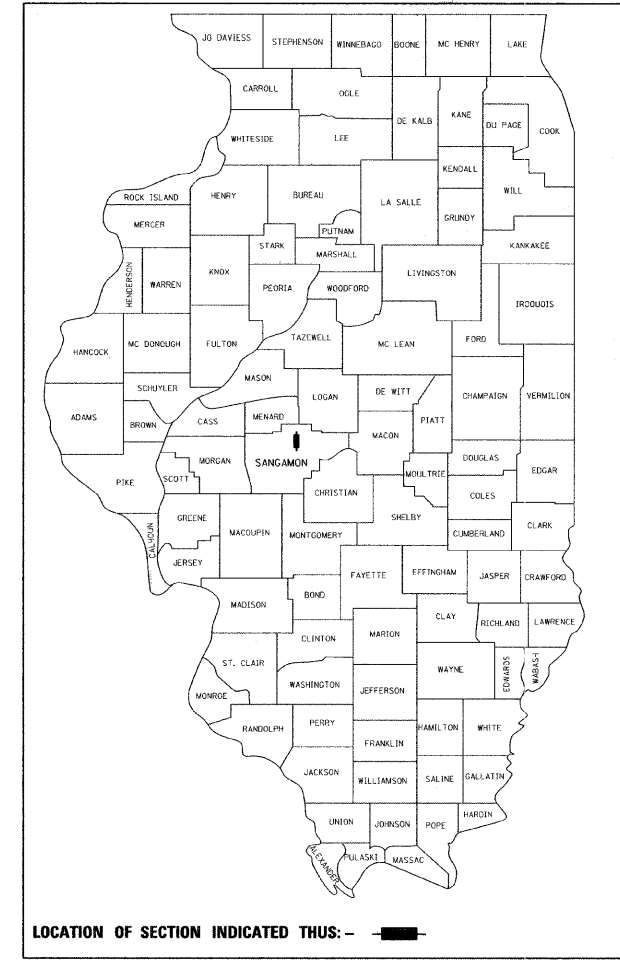 JO DAVIESS STEPHENSON WINNEBAGO BOONE MC HENRY LAKE
CARROLL OGLE DE KALB KANE DU PAGE COOK
WHITESIDE LEE
KENDALL
ROCK ISLAND HENRY BUREAU LA SALLE GRUNDY WILL
MERCER PUTNAM
STARK MARSHALL KANKAKEE
HENDERSON WARREN KNOX PEORIA WOODFORD LIVINGSTON IROQUOIS
HANCOCK MC DONOUGH FULTON TAZEWELL MC LEAN FORD
MASON
SCHUYLER LOGAN DE WITT CHAMPAIGN VERMILION
ADAMS BROWN CASS MENARD MACON PIATT
SANGAMON
MORGAN DOUGLAS
PIKE SCOTT CHRISTIAN MOULTRIE EDGAR
COLES
GREENE MACOUPIN MONTGOMERY SHELBY CUMBERLAND CLARK
CALHOUN
JERSEY FAYETTE EFFINGHAM JASPER CRAWFORD
MADISON BOND
CLAY RICHLAND LAWRENCE
CLINTON MARION
ST. CLAIR WAYNE EDWARDS WABASH
WASHINGTON JEFFERSON
MONROE
RANDOLPH PERRY HAMILTON WHITE
FRANKLIN
JACKSON WILLIAMSON SALINE GALLATIN
UNION JOHNSON POPE HARDIN
ALEXANDER PULASKI MASSAC
LOCATION OF SECTION INDICATED THUS: -